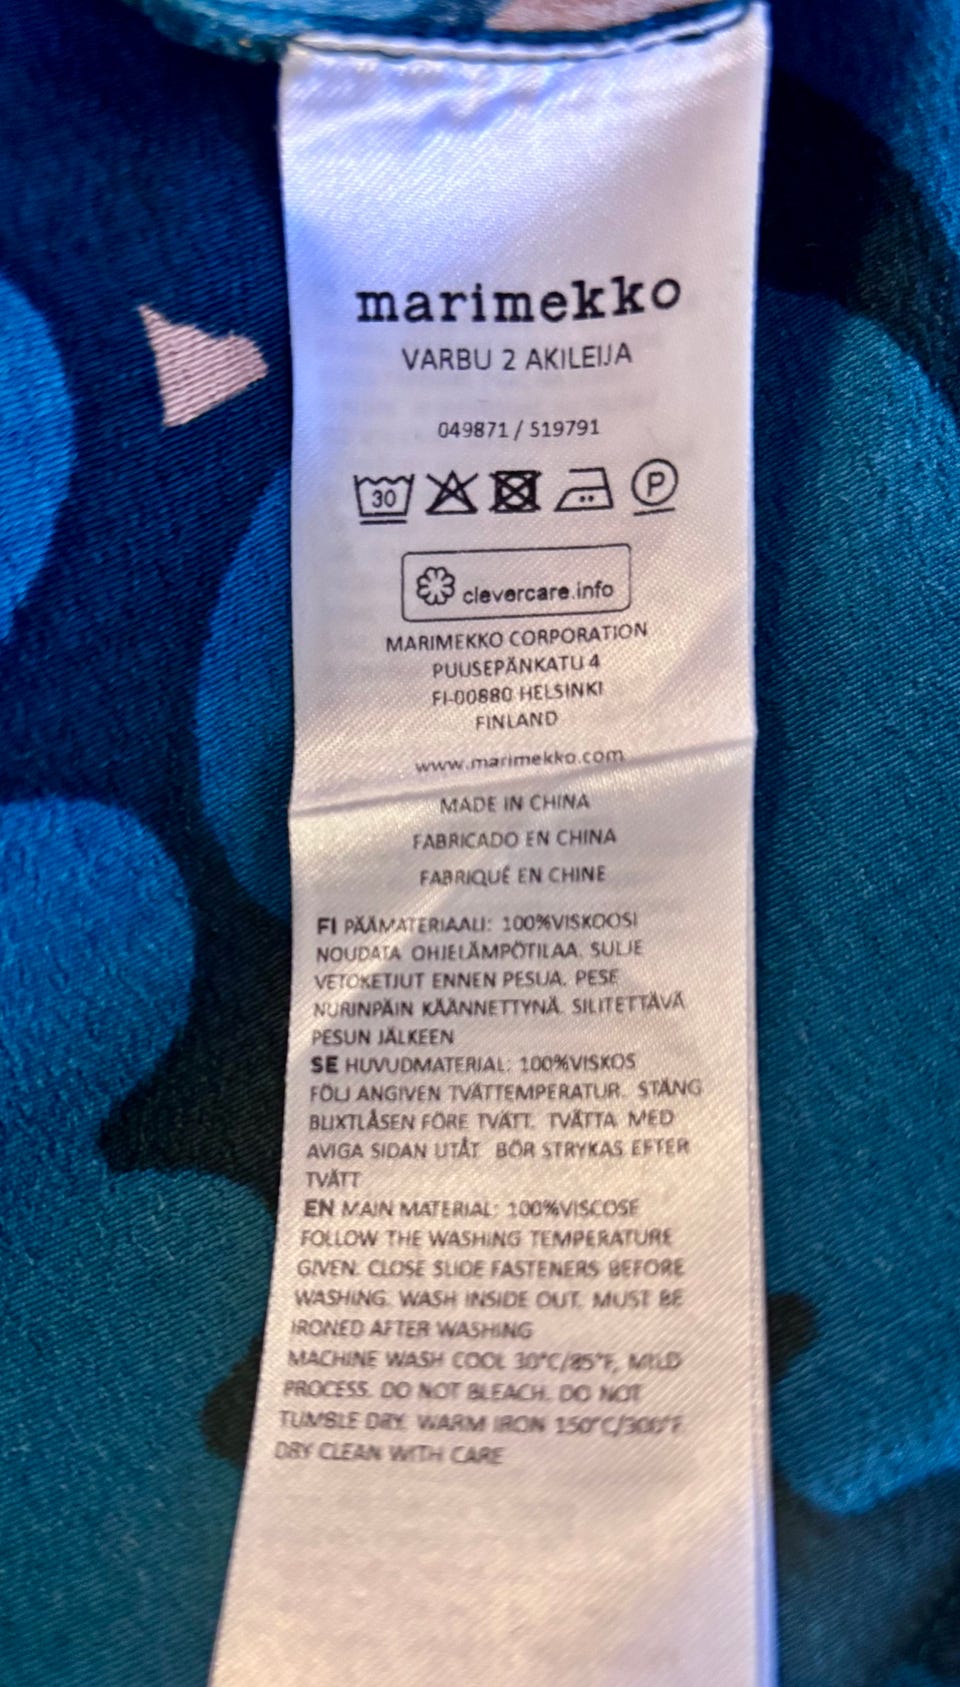 marimekko
VARBU 2 AKILEIJA
049871 / 519791
30 P
clevercare.info
MARIMEKKO CORPORATION
PUUSEPÄNKATU 4
FI-00880 HELSINKI
FINLAND
www.marimekko.com
MADE IN CHINA
FABRICADO EN CHINA
FABRIQUÉ EN CHINE
FI PÄÄMATERIAALI: 100%VISKOOSI
NOUDATA OHJELÄMPÖTILAA. SULJE
VETOKETJUT ENNEN PESUA. PESE
NURINPÄIN KÄÄNNETTYNÄ. SILITETTÄVÄ
PESUN JÄLKEEN
SE HUVUDMATERIAL: 100%VISKOS
FÖLJ ANGIVEN TVÄTTEMPERATUR. STÄNG
BLIXTLÅSEN FÖRE TVÄTT. TVÄTTA MED
AVIGA SIDAN UTÅT. BÖR STRYKAS EFTER
TVÄTT
EN MAIN MATERIAL: 100%VISCOSE
FOLLOW THE WASHING TEMPERATURE
GIVEN. CLOSE SLIDE FASTENERS BEFORE
WASHING. WASH INSIDE OUT. MUST BE
IRONED AFTER WASHING
MACHINE WASH COOL 30°C/85°F, MILD
PROCESS. DO NOT BLEACH. DO NOT
TUMBLE DRY. WARM IRON 150°C/300°F.
DRY CLEAN WITH CARE